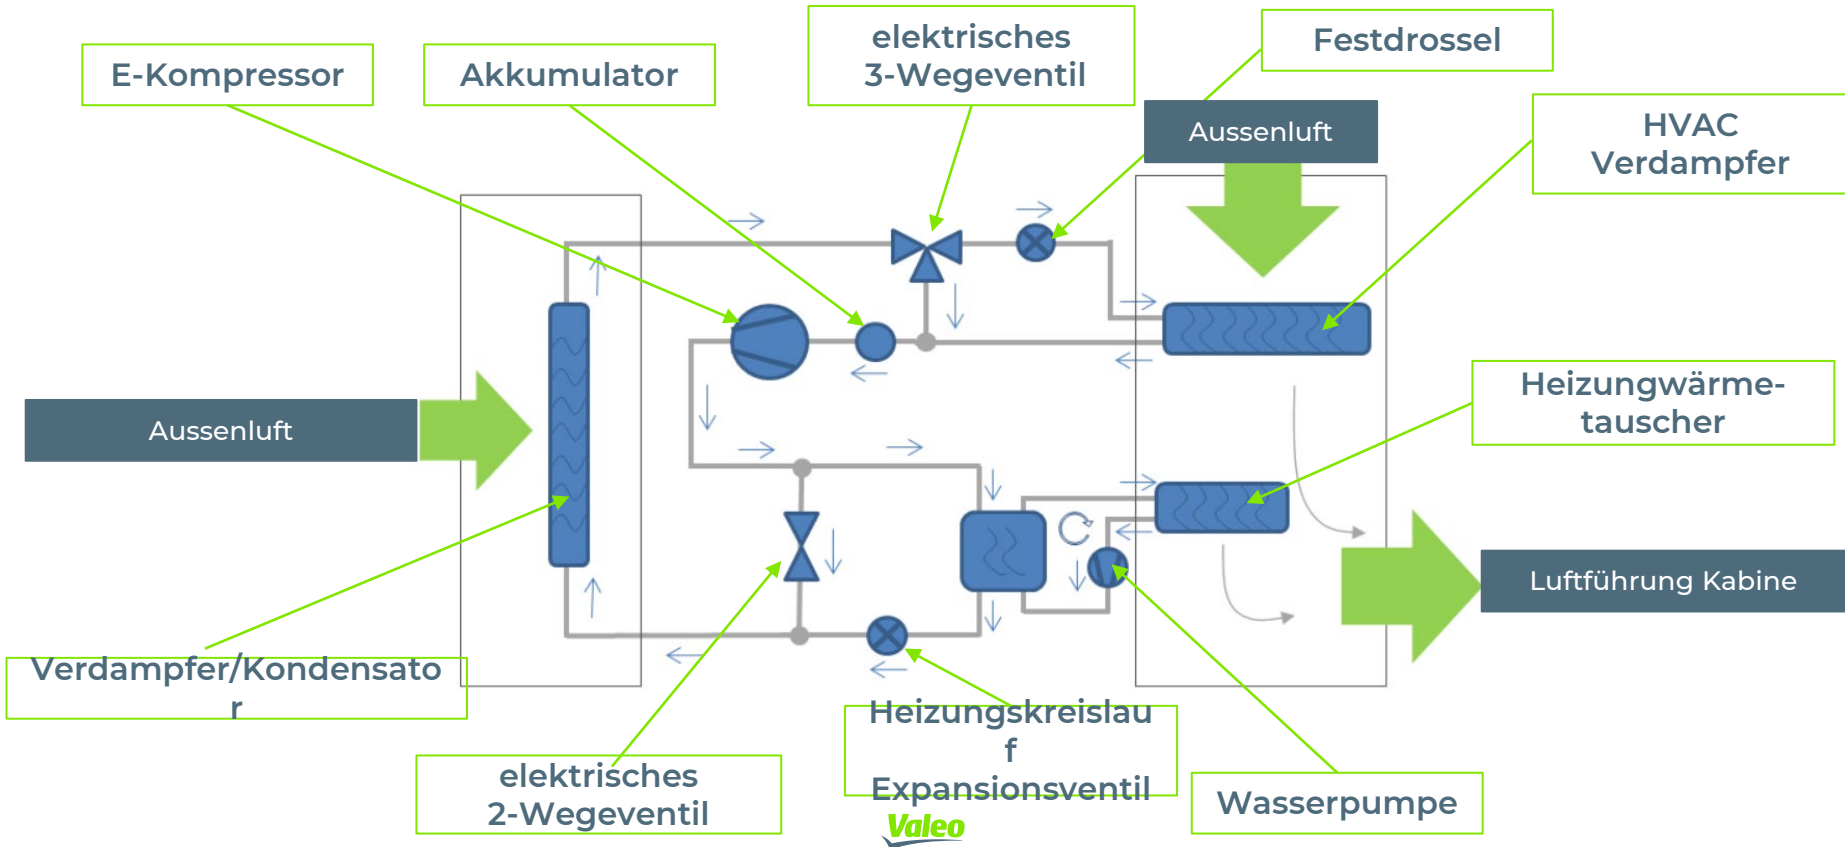 E-Kompressor
Akkumulator
elektrisches
3-Wegeventil
Festdrossel
Aussenluft
HVAC
Verdampfer
Aussenluft
Heizungwärme-
tauscher
Luftführung Kabine
Verdampfer/Kondensato
r
elektrisches
2-Wegeventil
Heizungskreislau
f
Expansionsventil
Wasserpumpe
Valeo